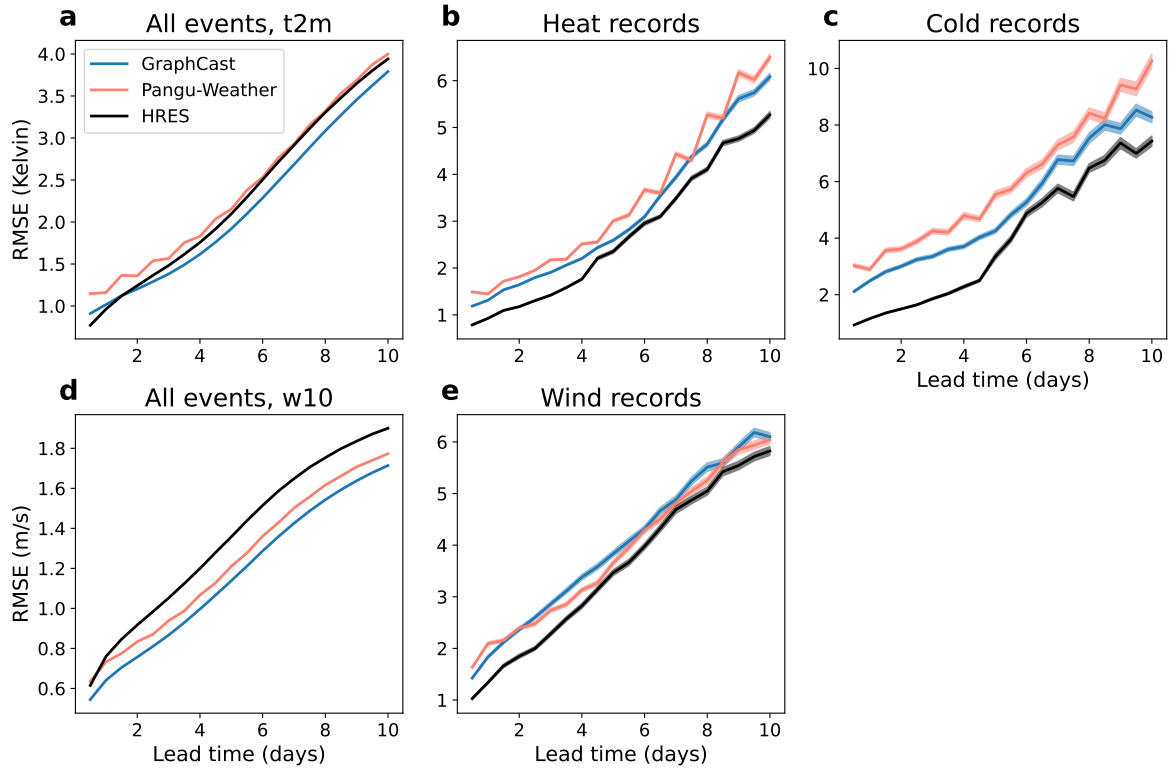 a All events, t2m
b Heat records
c Cold records
GraphCast
Pangu-Weather
HRES
RMSE (Kelvin)
4.0
3.5
3.0
2.5
2.0
1.5
1.0
2 4 6 8 10
6
5
4
3
2
1
2 4 6 8 10
10
8
6
4
2
2 4 6 8 10
Lead time (days)
d All events, w10
e Wind records
RMSE (m/s)
1.8
1.6
1.4
1.2
1.0
0.8
0.6
2 4 6 8 10
Lead time (days)
6
5
4
3
2
1
2 4 6 8 10
Lead time (days)